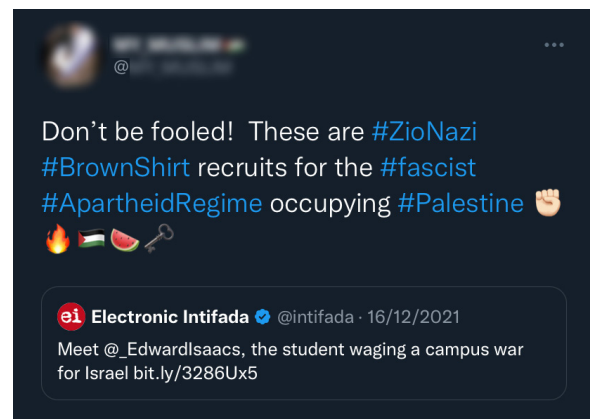 @
Don't be fooled!  These are #ZioNazi
#BrownShirt recruits for the #fascist
#ApartheidRegime occupying #Palestine ✊🏻
🔥🇵🇸🍉🗝️
ei Electronic Intifada @intifada · 16/12/2021
Meet @_EdwardIsaacs, the student waging a campus war
for Israel bit.ly/3286Ux5